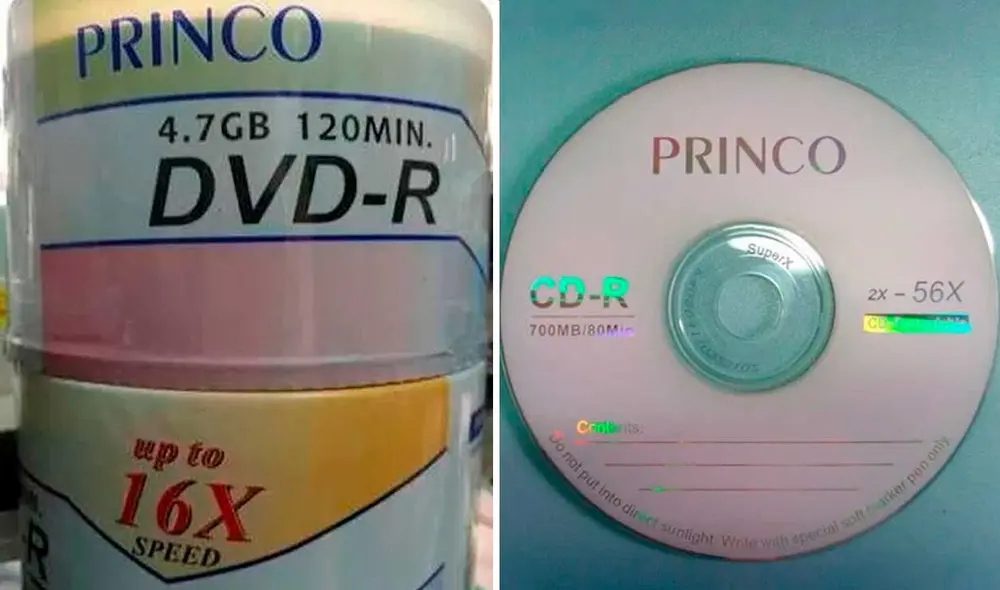 PRINCO
4.7GB 120MIN.
DVD-R
up to
16X
SPEED
PRINCO
SuperX
CD-R
700MB/80Min
2X - 56X
Contents:
Do not put into direct sunlight. Write with special soft marker pen only